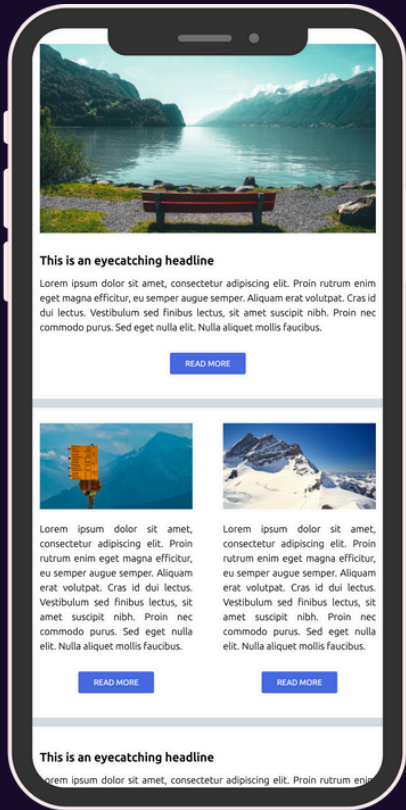 This is an eyecatching headline
Lorem ipsum dolor sit amet, consectetur adipiscing elit. Proin rutrum enim
eget magna efficitur, eu semper augue semper. Aliquam erat volutpat. Cras id
dui lectus. Vestibulum sed finibus lectus, sit amet suscipit nibh. Proin nec
commodo purus. Sed eget nulla elit. Nulla aliquet mollis faucibus.
READ MORE
Lorem ipsum dolor sit amet,
consectetur adipiscing elit. Proin
rutrum enim eget magna efficitur,
eu semper augue semper. Aliquam
erat volutpat. Cras id dui lectus.
Vestibulum sed finibus lectus, sit
amet suscipit nibh. Proin nec
commodo purus. Sed eget nulla
elit. Nulla aliquet mollis faucibus.
READ MORE
Lorem ipsum dolor sit amet,
consectetur adipiscing elit. Proin
rutrum enim eget magna efficitur,
eu semper augue semper. Aliquam
erat volutpat. Cras id dui lectus.
Vestibulum sed finibus lectus, sit
amet suscipit nibh. Proin nec
commodo purus. Sed eget nulla
elit. Nulla aliquet mollis faucibus.
READ MORE
This is an eyecatching headline
Lorem ipsum dolor sit amet, consectetur adipiscing elit. Proin rutrum enim